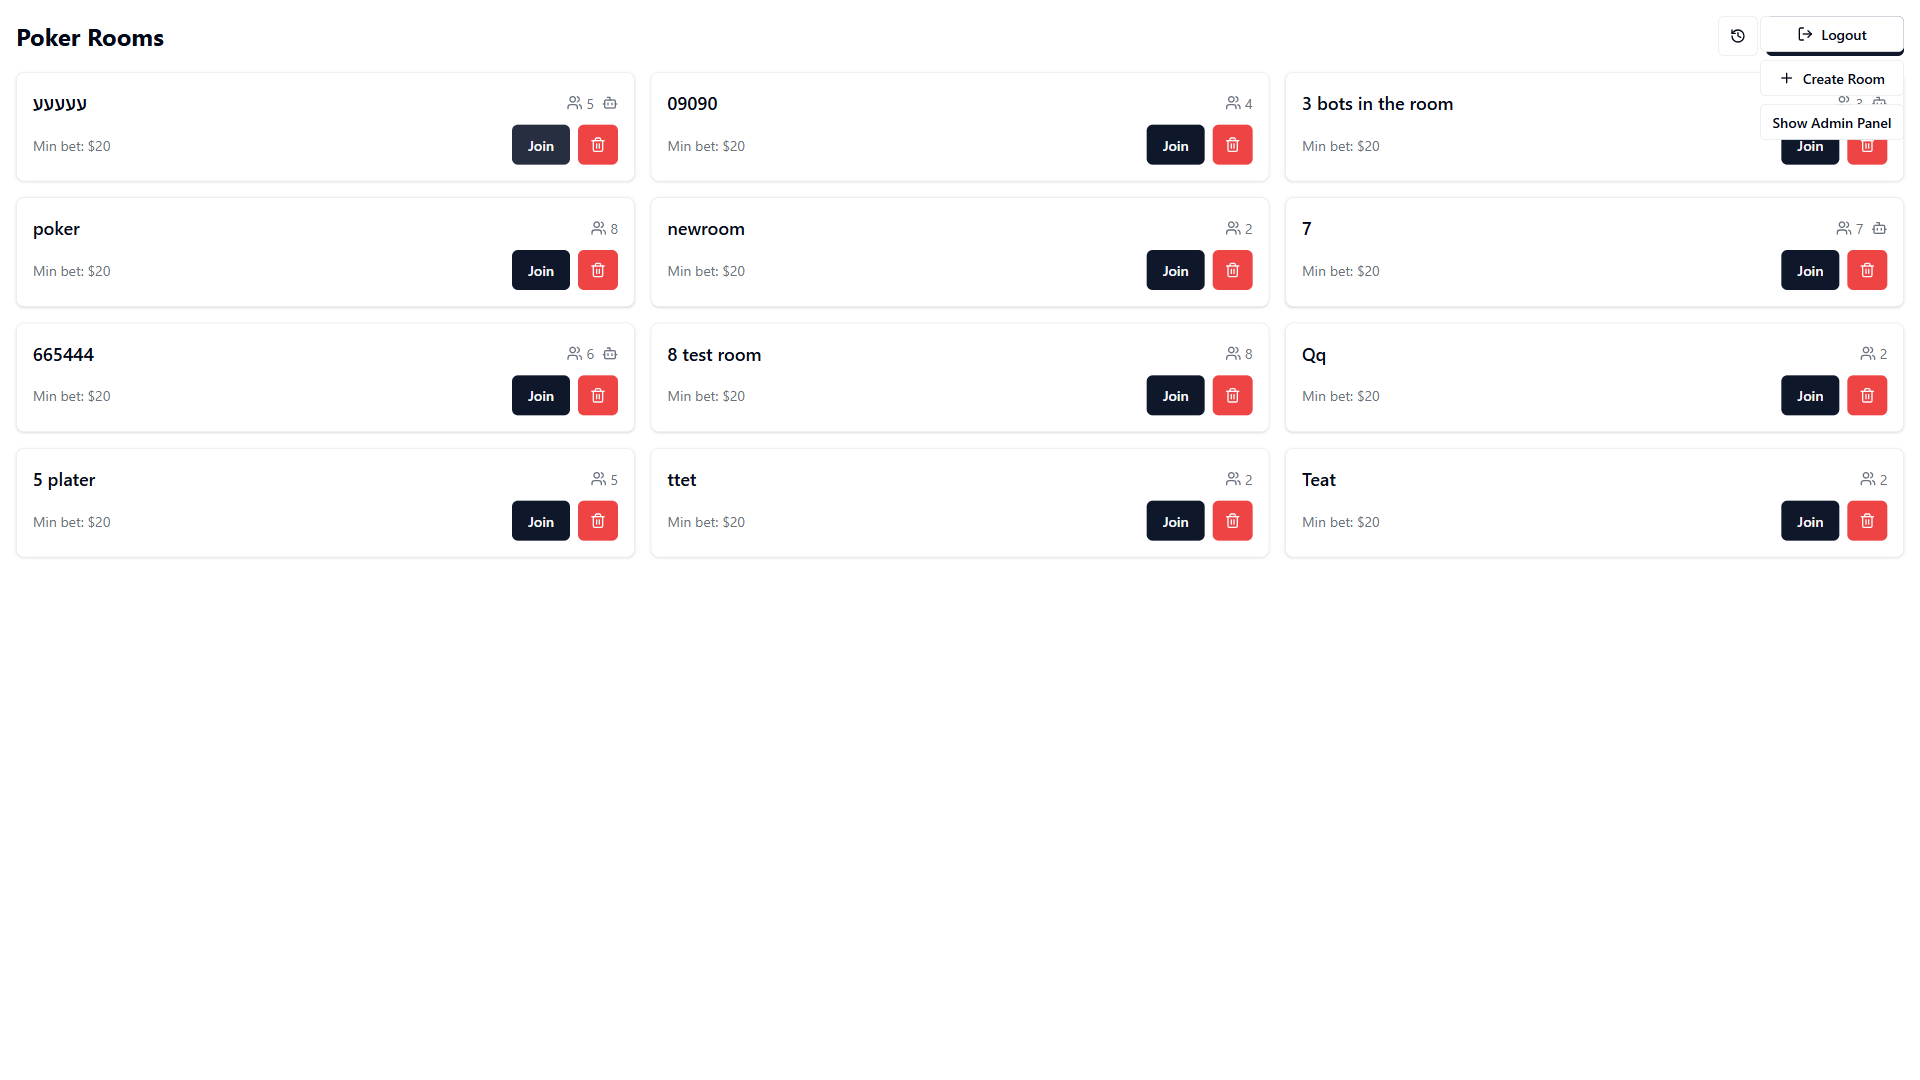 Poker Rooms
Logout
Create Room
Show Admin Panel
עעעעע 5
Min bet: $20 Join
09090 4
Min bet: $20 Join
3 bots in the room
Min bet: $20 Join
poker 8
Min bet: $20 Join
newroom 2
Min bet: $20 Join
7 7
Min bet: $20 Join
665444 6
Min bet: $20 Join
8 test room 8
Min bet: $20 Join
Qq 2
Min bet: $20 Join
5 plater 5
Min bet: $20 Join
ttet 2
Min bet: $20 Join
Teat 2
Min bet: $20 Join